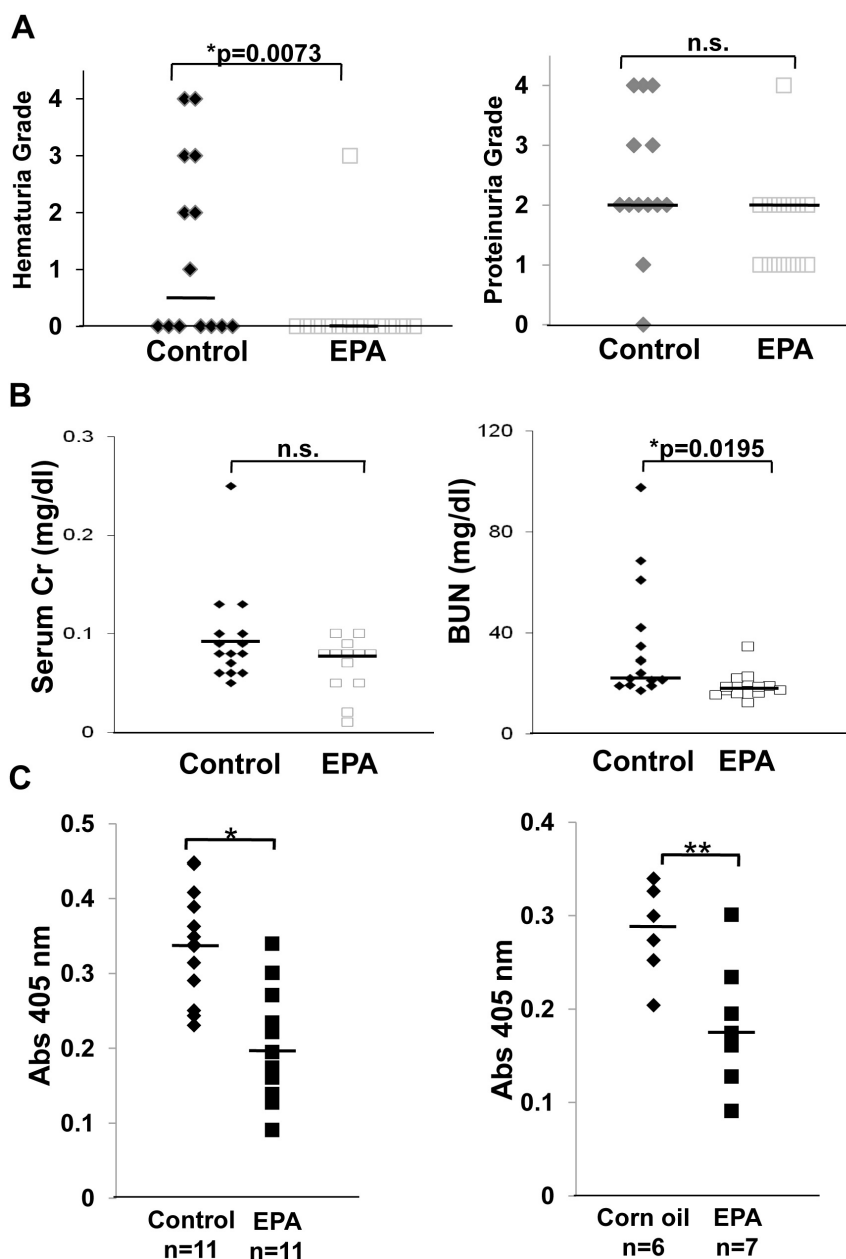 A
*p=0.0073
Hematuria Grade
4
3
2
1
0
Control
EPA
n.s.
Proteinuria Grade
4
3
2
1
0
Control
EPA
B
n.s.
Serum Cr (mg/dl)
0.3
0.2
0.1
0
Control
EPA
*p=0.0195
BUN (mg/dl)
120
80
40
0
Control
EPA
C
*
Abs 405 nm
0.5
0.4
0.3
0.2
0.1
0
Control
n=11
EPA
n=11
**
Abs 405 nm
0.4
0.3
0.2
0.1
0
Corn oil
n=6
EPA
n=7